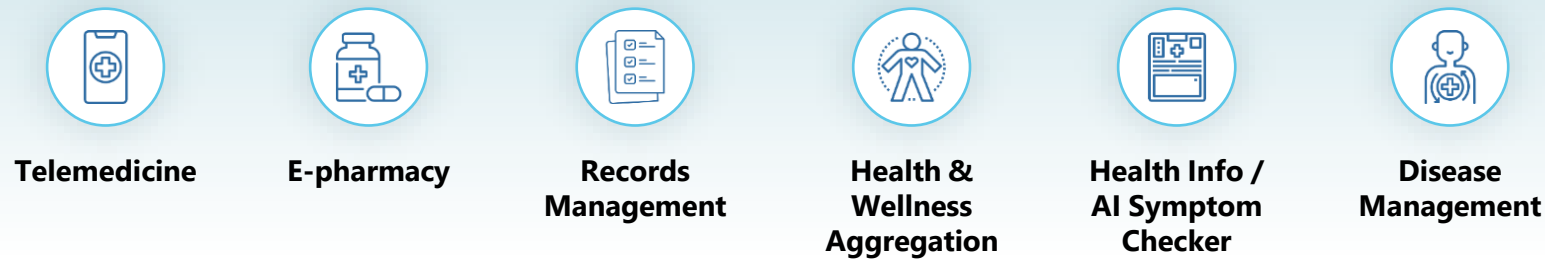 Telemedicine
E-pharmacy
Records
Management
Health &
Wellness
Aggregation
Health Info /
AI Symptom
Checker
Disease
Management